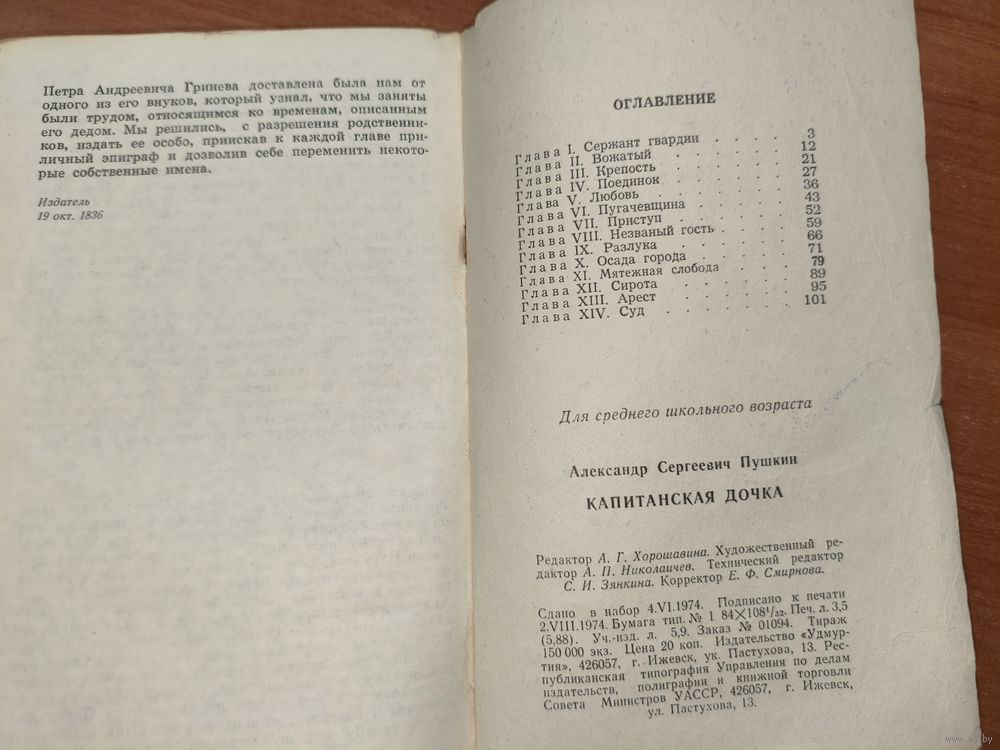 Петра Андреевича Гринева доставлена была нам от
одного из его внуков, который узнал, что мы заняты
были трудом, относящимся ко временам, описанным
его дедом. Мы решились, с разрешения родственни-
ков, издать ее особо, приискав к каждой главе при-
личный эпиграф и дозволив себе переменить некото-
рые собственные имена.
Издатель
19 окт. 1836
ОГЛАВЛЕНИЕ
Глава I. Сержант гвардии . . . . 3
Глава II. Вожатый . . . . . . 12
Глава III. Крепость . . . . . . 21
Глава IV. Поединок . . . . . . 27
Глава V. Любовь . . . . . . 36
Глава VI. Пугачевщина . . . . . 43
Глава VII. Приступ . . . . . . 52
Глава VIII. Незваный гость . . . . 59
Глава IX. Разлука . . . . . . 66
Глава X. Осада города . . . . . 71
Глава XI. Мятежная слобода . . . 79
Глава XII. Сирота . . . . . . 89
Глава XIII. Арест . . . . . . 95
Глава XIV. Суд . . . . . . 101
Для среднего школьного возраста
Александр Сергеевич Пушкин
КАПИТАНСКАЯ ДОЧКА
Редактор А. Г. Хорошавина. Художественный ре-
дактор А. П. Николаичев. Технический редактор
С. И. Зянкина. Корректор Е. Ф. Смирнова.
Сдано в набор 4.VI.1974. Подписано к печати
2.VIII.1974. Бумага тип. № 1 84×108¹/₃₂. Печ. л. 3,5
(5,88). Уч.-изд. л. 5,9. Заказ № 01094. Тираж
150 000 экз. Цена 20 коп. Издательство «Удмур-
тия», 426057, г. Ижевск, ук. Пастухова, 13. Рес-
публиканская типография Управления по делам
издательств, полиграфии и книжной торговли
Совета Министров УАССР, 426057, г. Ижевск,
ул. Пастухова, 13.